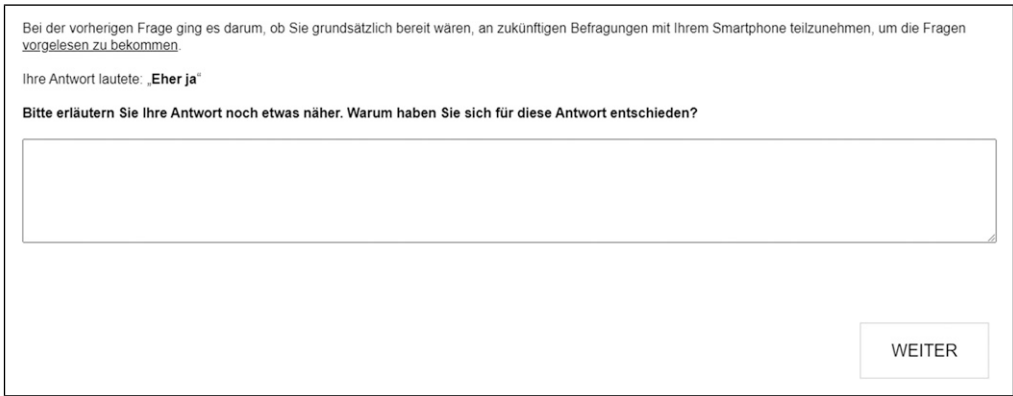 Bei der vorherigen Frage ging es darum, ob Sie grundsätzlich bereit wären, an zukünftigen Befragungen mit Ihrem Smartphone teilzunehmen, um die Fragen
vorgelesen zu bekommen.
Ihre Antwort lautete: „Eher ja“
Bitte erläutern Sie Ihre Antwort noch etwas näher. Warum haben Sie sich für diese Antwort entschieden?
WEITER